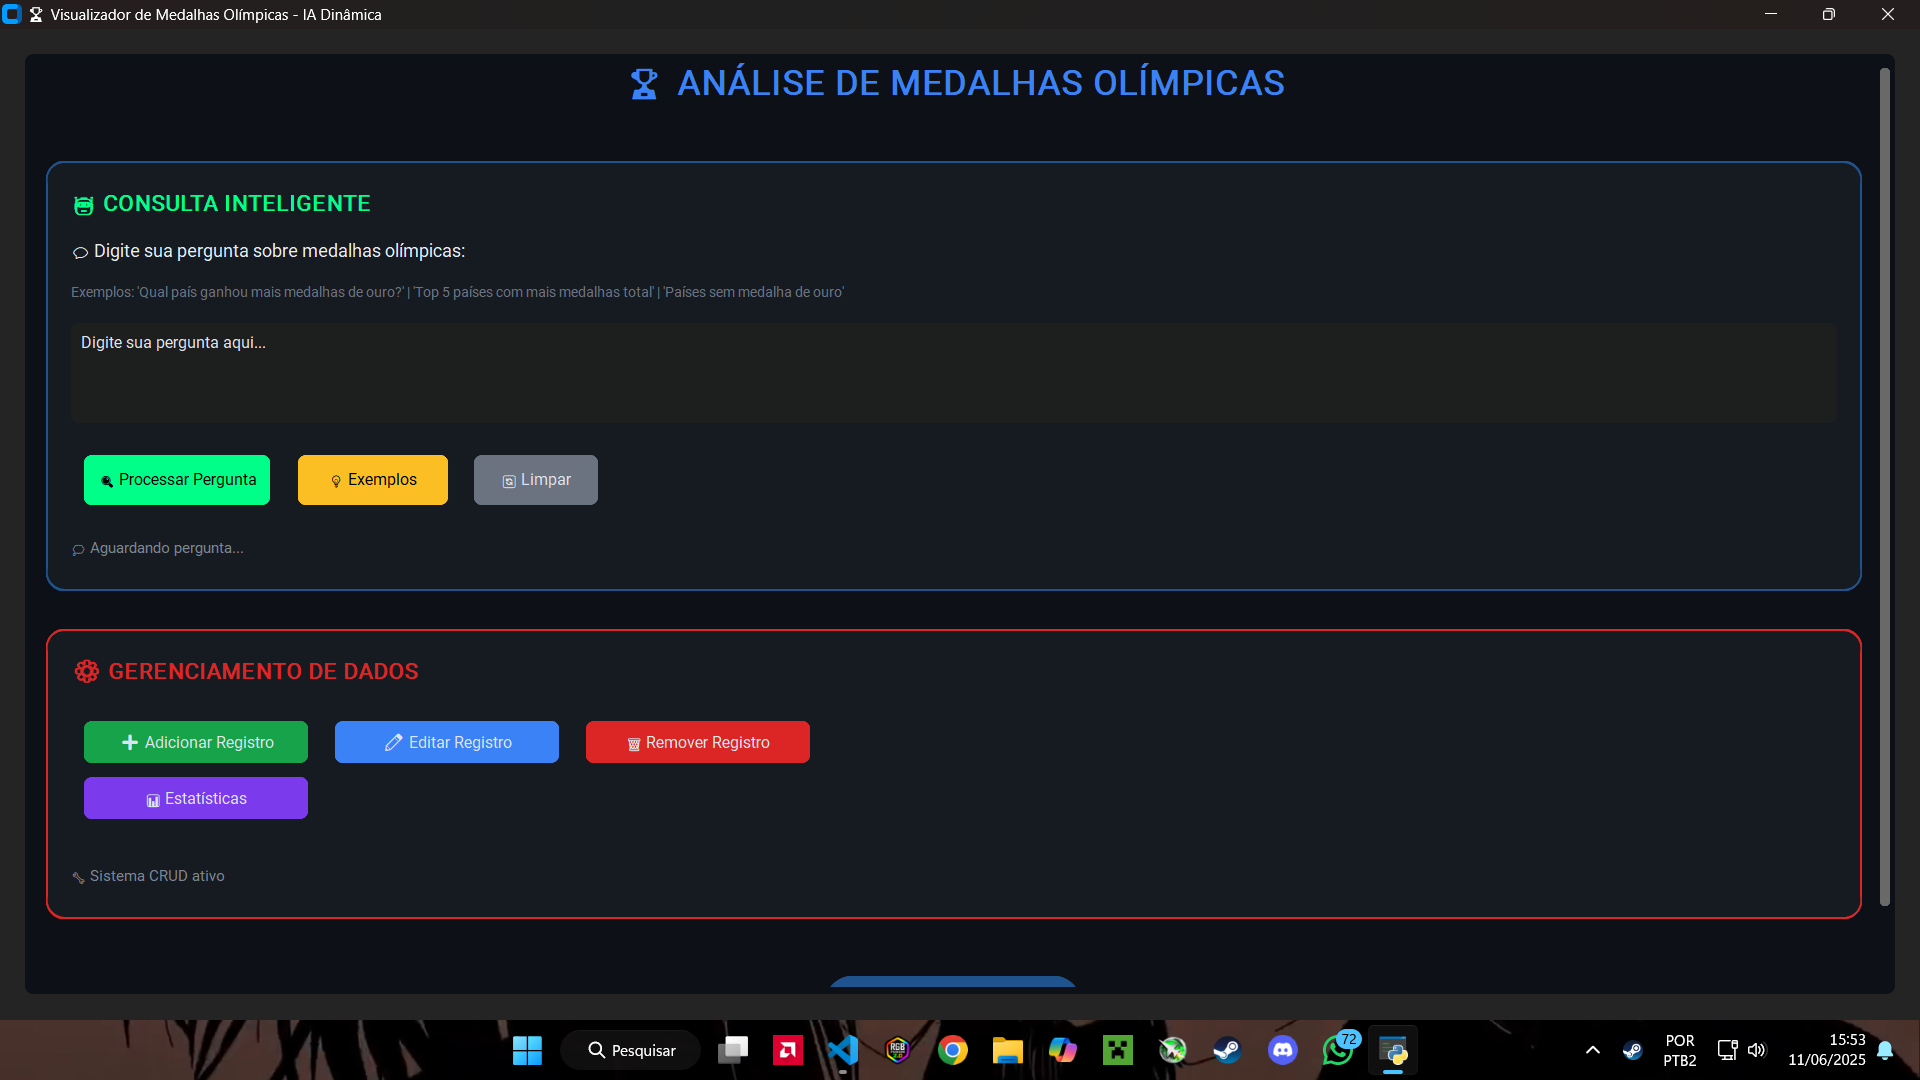 Visualizador de Medalhas Olímpicas - IA Dinâmica
ANÁLISE DE MEDALHAS OLÍMPICAS
CONSULTA INTELIGENTE
Digite sua pergunta sobre medalhas olímpicas:
Exemplos: 'Qual país ganhou mais medalhas de ouro?' | 'Top 5 países com mais medalhas total' | 'Países sem medalha de ouro'
Digite sua pergunta aqui...
Processar Pergunta
Exemplos
Limpar
Aguardando pergunta...
GERENCIAMENTO DE DADOS
Adicionar Registro
Editar Registro
Remover Registro
Estatísticas
Sistema CRUD ativo
Pesquisar
RGB
72
POR
PTB2
15:53
11/06/2025